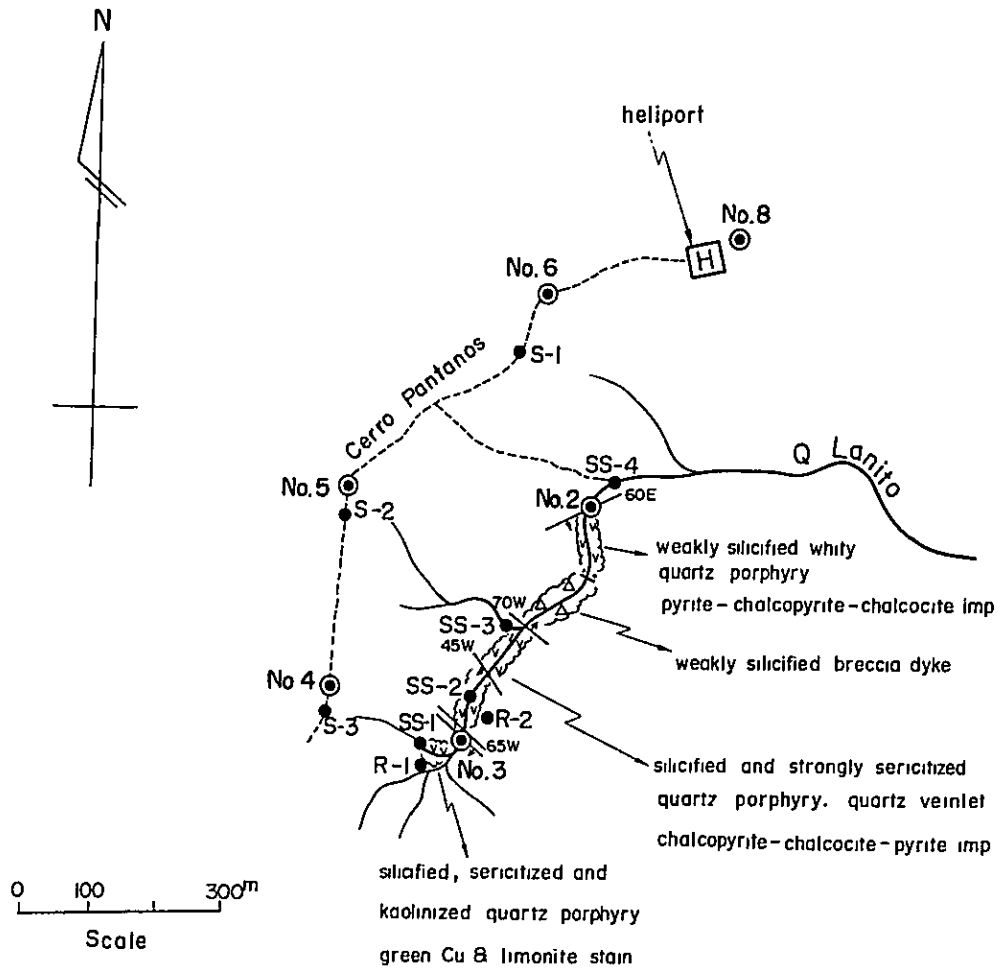 N
heliport
No.8
H
No.6
S-1
Cerro Pantanos
Q Lanito
SS-4
No.5
No.2
60E
S-2
weakly silicified whity
quartz porphyry
pyrite-chalcopyrite-chalcocite imp
70W
SS-3
45W
weakly silicified breccia dyke
No 4
SS-2
S-3
SS-1
R-2
65W
R-1
No.3
silicified and strongly sericitized
quartz porphyry. quartz veinlet
chalcopyrite-chalcocite-pyrite imp
silicified, sericitized and
kaolinized quartz porphyry
green Cu & limonite stain
0 100 300m
Scale